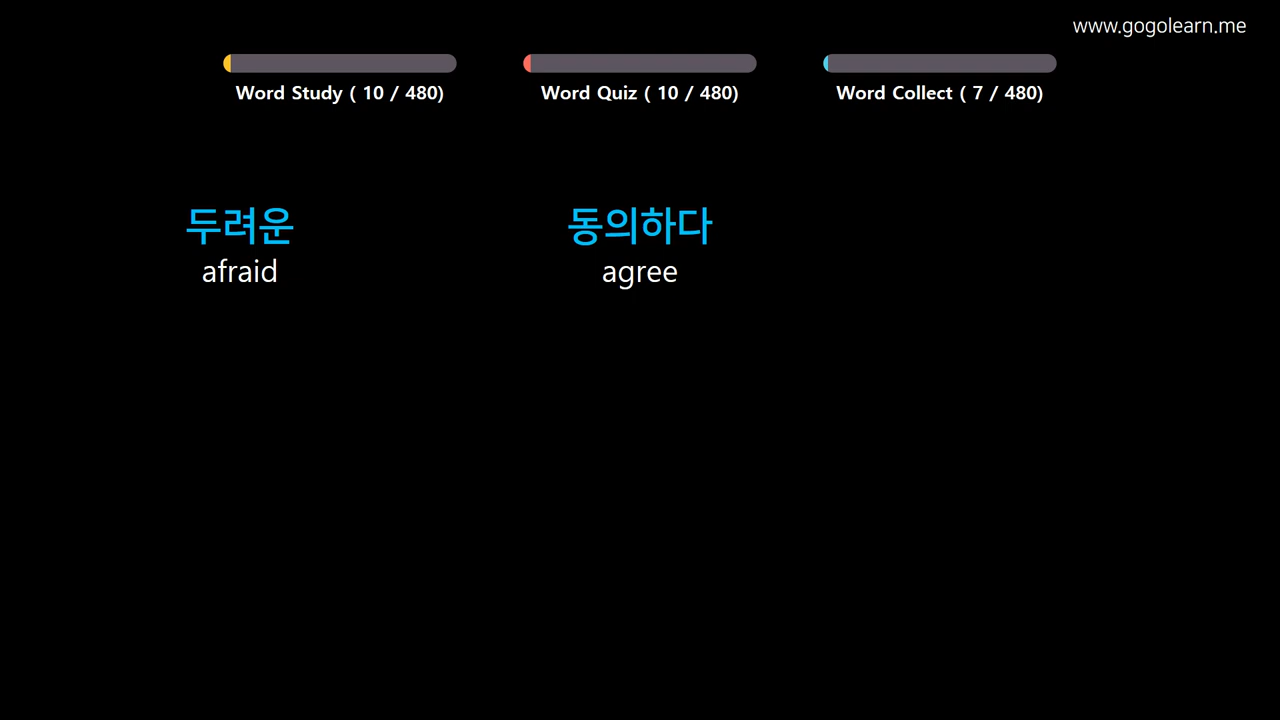 www.gogolearn.me
Word Study ( 10 / 480)
Word Quiz ( 10 / 480)
Word Collect ( 7 / 480)
두려운
afraid
동의하다
agree